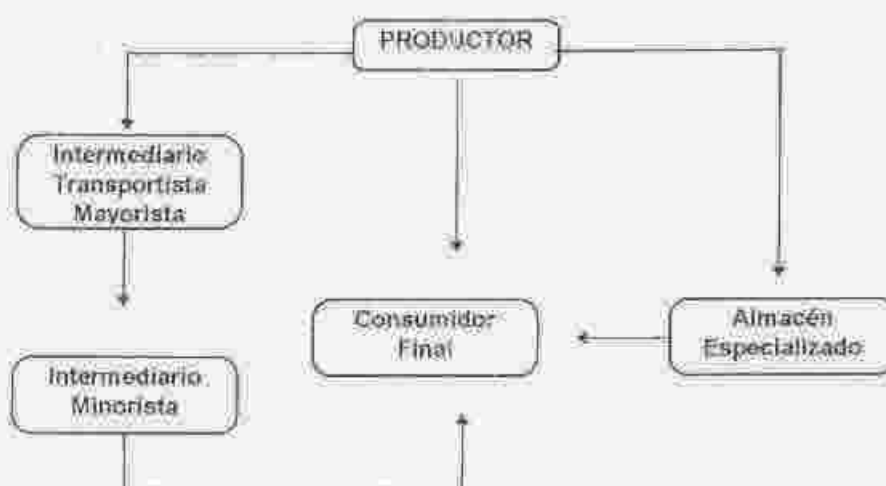 PRODUCTOR
Intermediario
Transportista
Mayorista
Consumidor
Final
Almacén
Especializado
Intermediario
Minorista